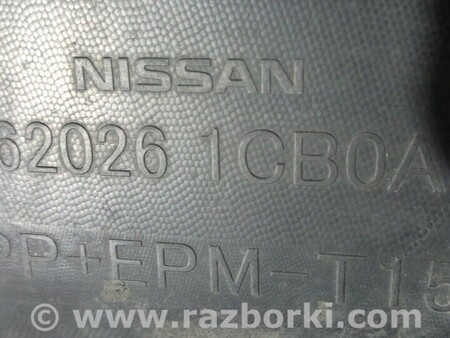 NISSAN
62026 1CB0A
PP+EPM-T15
© www.razborki.com